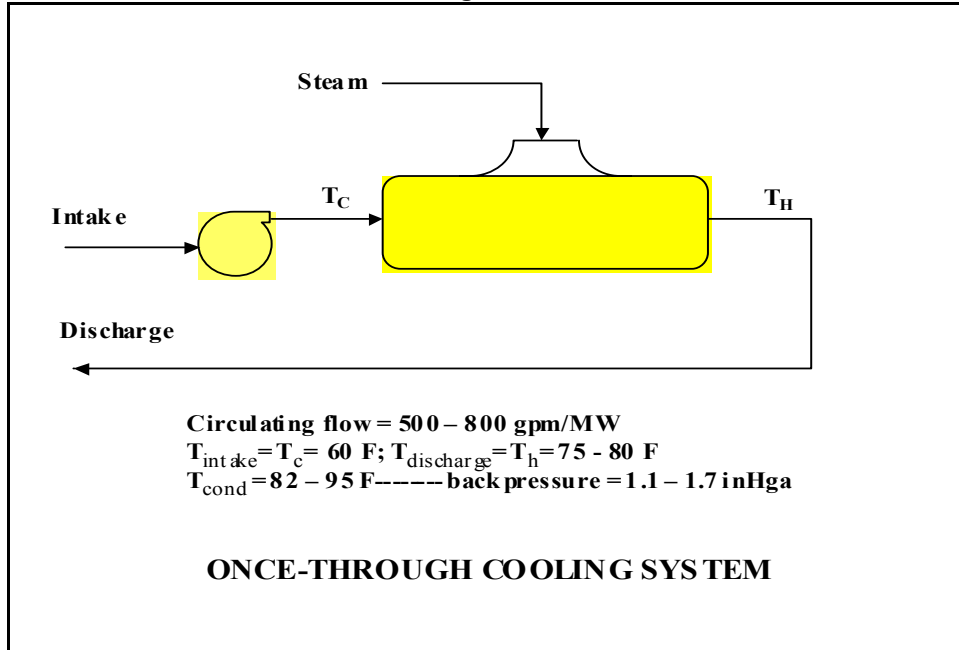 Steam
T_C
T_H
Intake
Discharge
Circulating flow = 500 – 800 gpm/MW
T_intake=T_c= 60 F; T_discharge=T_h=75 - 80 F
T_cond =82 – 95 F--------back pressure = 1.1 – 1.7 inHga
ONCE-THROUGH COOLING SYSTEM